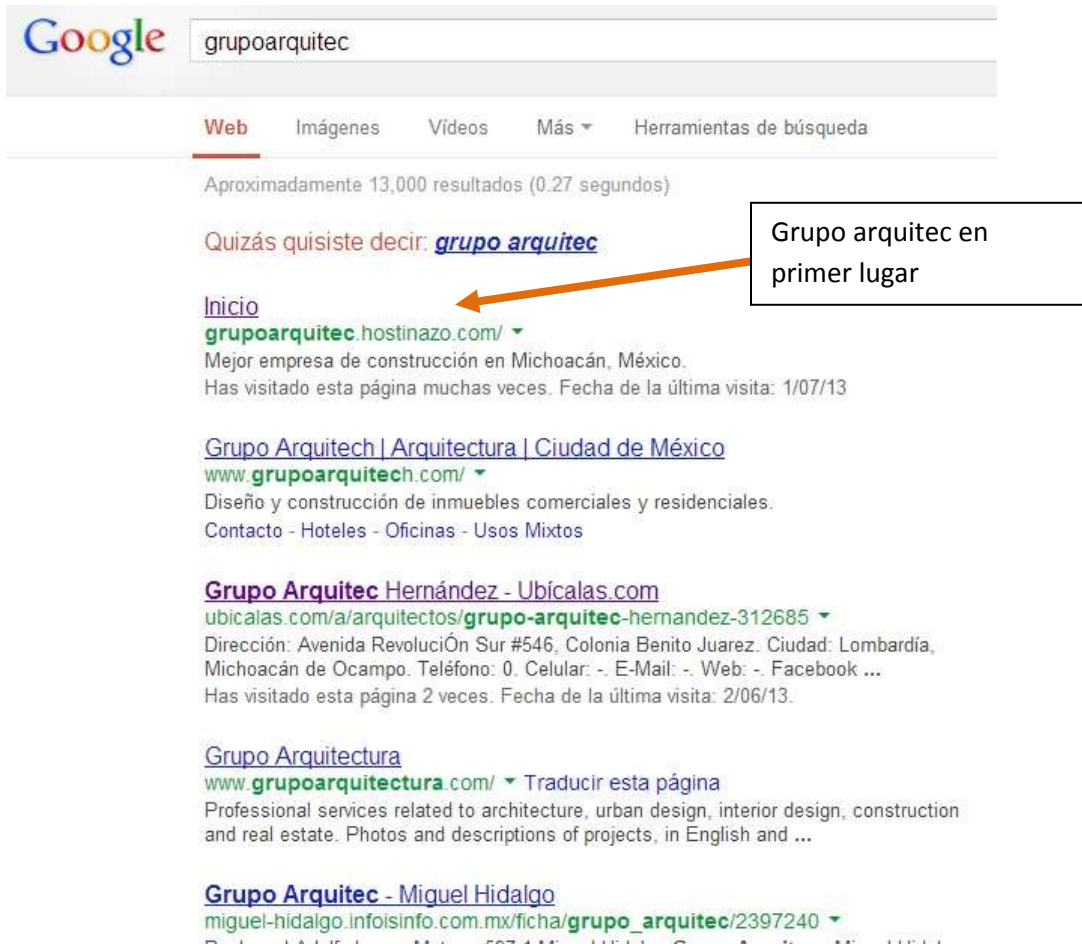 Google
grupoarquitec
Web Imágenes Vídeos Más Herramientas de búsqueda
Aproximadamente 13,000 resultados (0.27 segundos)
Quizás quisiste decir: grupo arquitec
Grupo arquitec en
primer lugar
Inicio
grupoarquitec.hostinazo.com/
Mejor empresa de construcción en Michoacán, México.
Has visitado esta página muchas veces. Fecha de la última visita: 1/07/13
Grupo Arquitech | Arquitectura | Ciudad de México
www.grupoarquitech.com/
Diseño y construcción de inmuebles comerciales y residenciales.
Contacto - Hoteles - Oficinas - Usos Mixtos
Grupo Arquitec Hernández - Ubícalas.com
ubicalas.com/a/arquitectos/grupo-arquitec-hernandez-312685
Dirección: Avenida RevoluciÓn Sur #546, Colonia Benito Juarez. Ciudad: Lombardía,
Michoacán de Ocampo. Teléfono: 0. Celular: -. E-Mail: -. Web: -. Facebook ...
Has visitado esta página 2 veces. Fecha de la última visita: 2/06/13.
Grupo Arquitectura
www.grupoarquitectura.com/ Traducir esta página
Professional services related to architecture, urban design, interior design, construction
and real estate. Photos and descriptions of projects, in English and ...
Grupo Arquitec - Miguel Hidalgo
miguel-hidalgo.infoisinfo.com.mx/ficha/grupo_arquitec/2397240